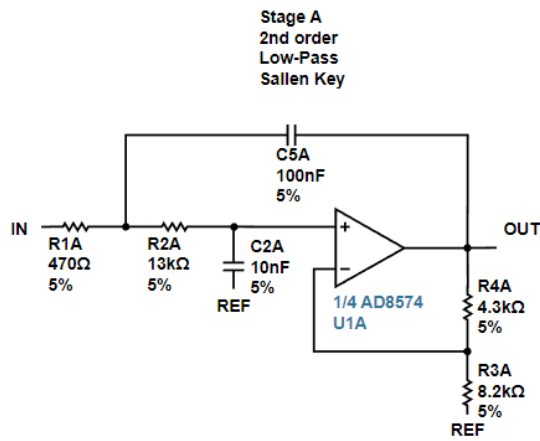 Stage A
2nd order
Low-Pass
Sallen Key
C5A
100nF
5%
IN
OUT
R1A
470Ω
5%
R2A
13kΩ
5%
C2A
10nF
5%
REF
+
−
1/4 AD8574
U1A
R4A
4.3kΩ
5%
R3A
8.2kΩ
5%
REF